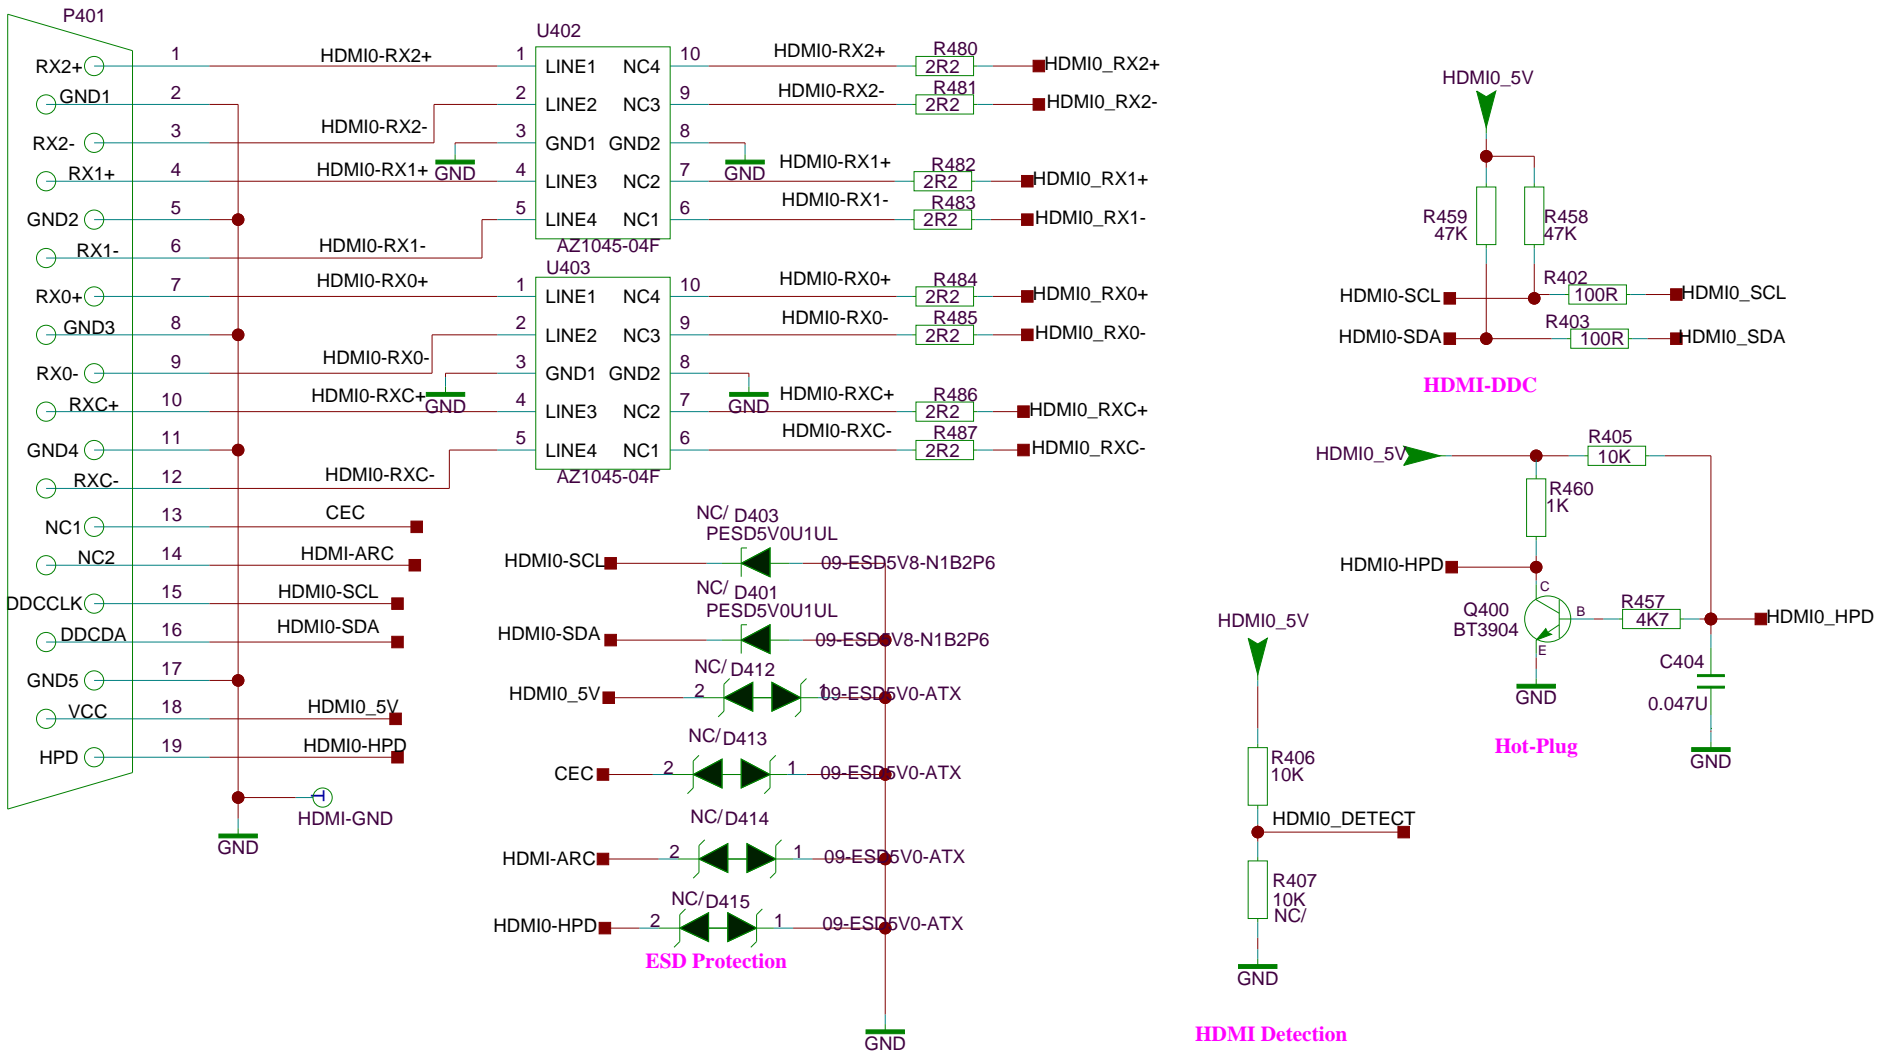 P401
RX2+ 1 HDMI0-RX2+
GND1 2
RX2- 3 HDMI0-RX2-
RX1+ 4 HDMI0-RX1+
GND2 5
RX1- 6 HDMI0-RX1-
RX0+ 7 HDMI0-RX0+
GND3 8
RX0- 9 HDMI0-RX0-
RXC+ 10 HDMI0-RXC+
GND4 11
RXC- 12 HDMI0-RXC-
NC1 13 CEC
NC2 14 HDMI-ARC
DDCCLK 15 HDMI0-SCL
DDCDA 16 HDMI0-SDA
GND5 17
VCC 18 HDMI0_5V
HPD 19 HDMI0-HPD
HDMI-GND
GND
U402
1 LINE1 NC4 10 HDMI0-RX2+ R480 2R2 HDMI0_RX2+
2 LINE2 NC3 9 HDMI0-RX2- R481 2R2 HDMI0_RX2-
GND 3 GND1 GND2 8 GND
4 LINE3 NC2 7 HDMI0-RX1+ R482 2R2 HDMI0_RX1+
5 LINE4 NC1 6 HDMI0-RX1- R483 2R2 HDMI0_RX1-
AZ1045-04F
U403
1 LINE1 NC4 10 HDMI0-RX0+ R484 2R2 HDMI0_RX0+
2 LINE2 NC3 9 HDMI0-RX0- R485 2R2 HDMI0_RX0-
GND 3 GND1 GND2 8 GND
4 LINE3 NC2 7 HDMI0-RXC+ R486 2R2 HDMI0_RXC+
5 LINE4 NC1 6 HDMI0-RXC- R487 2R2 HDMI0_RXC-
AZ1045-04F
NC/ D403
PESD5V0U1UL
HDMI0-SCL 09-ESD5V8-N1B2P6
NC/ D401
PESD5V0U1UL
HDMI0-SDA 09-ESD5V8-N1B2P6
NC/ D412
HDMI0_5V 2 1 09-ESD5V0-ATX
NC/ D413
CEC 2 1 09-ESD5V0-ATX
NC/ D414
HDMI-ARC 2 1 09-ESD5V0-ATX
NC/ D415
HDMI0-HPD 2 1 09-ESD5V0-ATX
ESD Protection
GND
HDMI0_5V
R459 47K
R458 47K
HDMI0-SCL R402 100R HDMI0_SCL
HDMI0-SDA R403 100R HDMI0_SDA
HDMI-DDC
HDMI0_5V R405 10K
R460 1K
HDMI0-HPD
Q400 BT3904 C B E
R457 4K7 HDMI0_HPD
C404 0.047U
GND
GND
Hot-Plug
HDMI0_5V
R406
10K
HDMI0_DETECT
R407
10K
NC/
GND
HDMI Detection